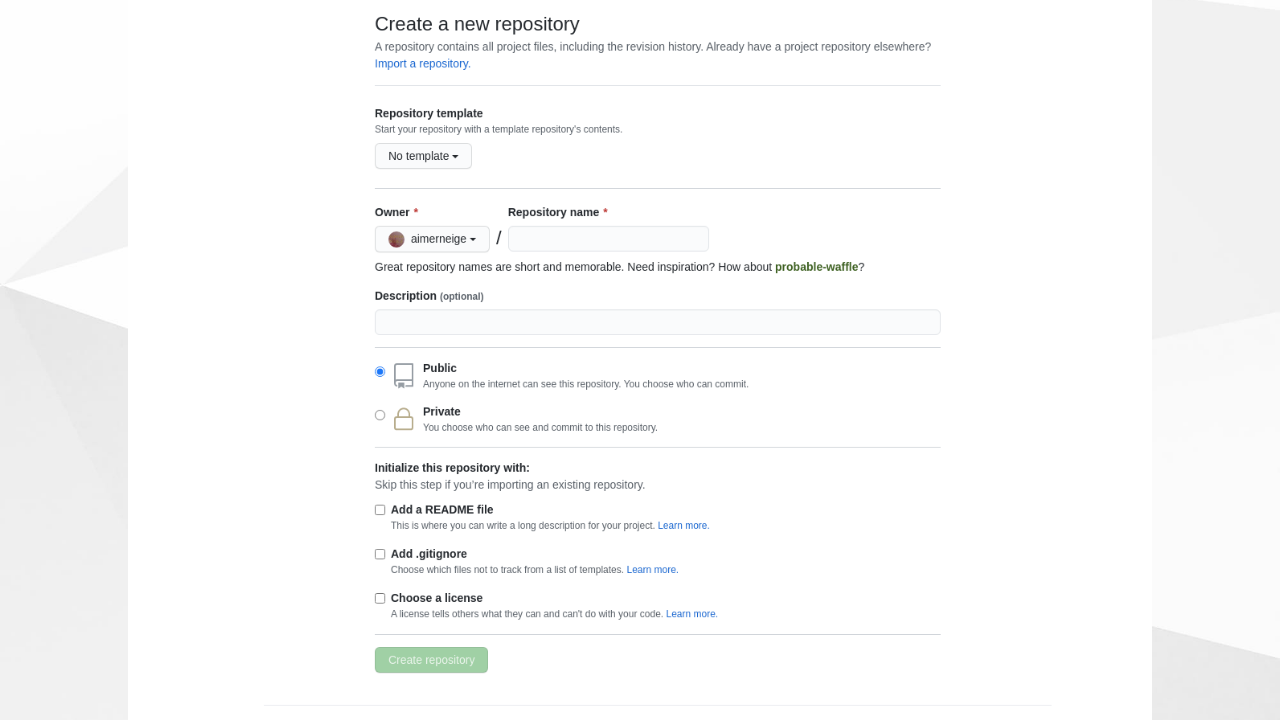 Create a new repository
A repository contains all project files, including the revision history. Already have a project repository elsewhere?
Import a repository.
Repository template
Start your repository with a template repository's contents.
No template
Owner * Repository name *
aimerneige /
Great repository names are short and memorable. Need inspiration? How about probable-waffle?
Description (optional)
Public
Anyone on the internet can see this repository. You choose who can commit.
Private
You choose who can see and commit to this repository.
Initialize this repository with:
Skip this step if you're importing an existing repository.
Add a README file
This is where you can write a long description for your project. Learn more.
Add .gitignore
Choose which files not to track from a list of templates. Learn more.
Choose a license
A license tells others what they can and can't do with your code. Learn more.
Create repository